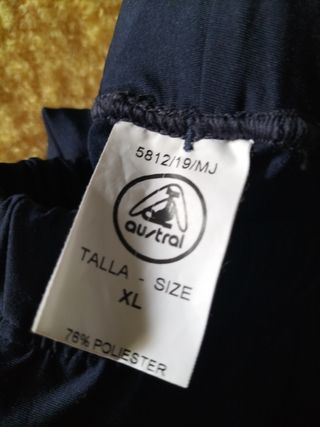 5812/19/MJ
austral
TALLA - SIZE
XL
78% POLIESTER